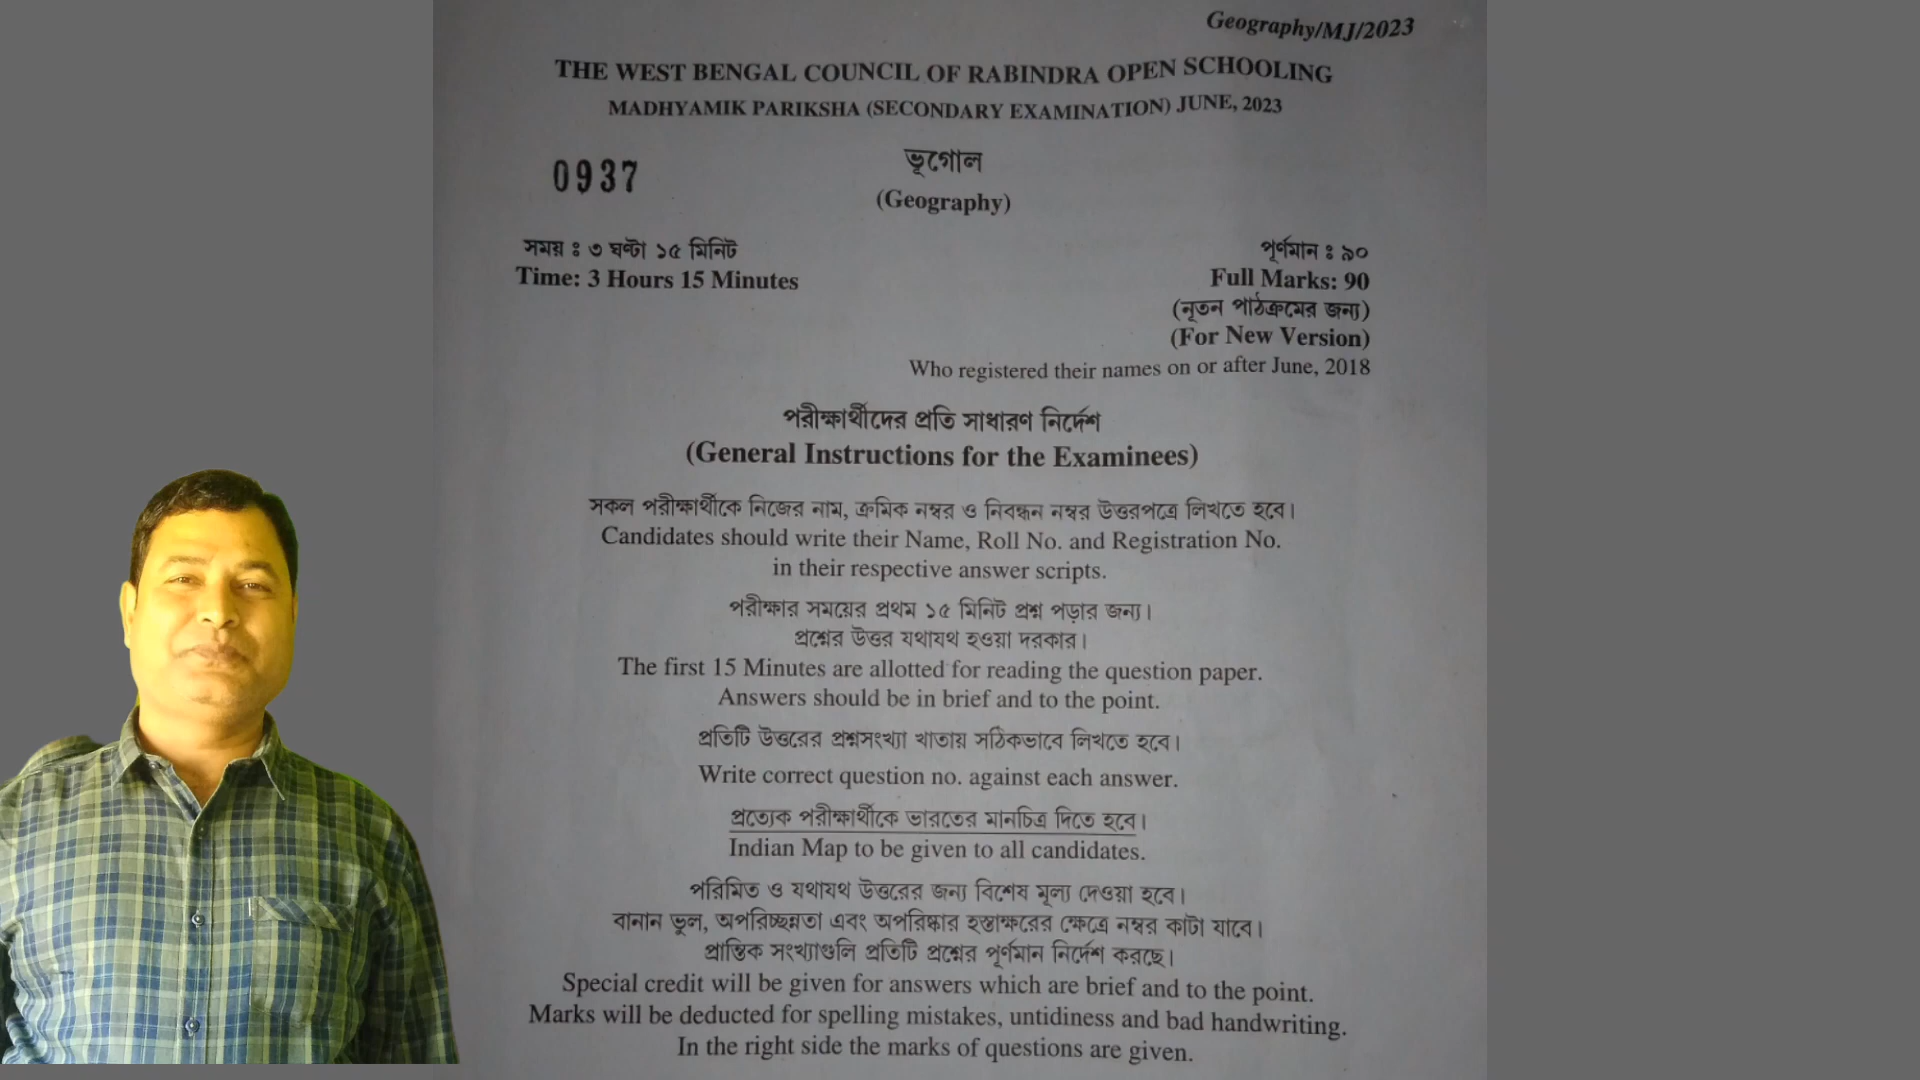 Geography/MJ/2023
THE WEST BENGAL COUNCIL OF RABINDRA OPEN SCHOOLING
MADHYAMIK PARIKSHA (SECONDARY EXAMINATION) JUNE, 2023
0937
ভূগোল
(Geography)
সময় ঃ ৩ ঘণ্টা ১৫ মিনিট
Time: 3 Hours 15 Minutes
পূর্ণমান ঃ ৯০
Full Marks: 90
(নূতন পাঠক্রমের জন্য)
(For New Version)
Who registered their names on or after June, 2018
পরীক্ষার্থীদের প্রতি সাধারণ নির্দেশ
(General Instructions for the Examinees)
সকল পরীক্ষার্থীকে নিজের নাম, ক্রমিক নম্বর ও নিবন্ধন নম্বর উত্তরপত্রে লিখতে হবে।
Candidates should write their Name, Roll No. and Registration No.
in their respective answer scripts.
পরীক্ষার সময়ের প্রথম ১৫ মিনিট প্রশ্ন পড়ার জন্য।
প্রশ্নের উত্তর যথাযথ হওয়া দরকার।
The first 15 Minutes are allotted for reading the question paper.
Answers should be in brief and to the point.
প্রতিটি উত্তরের প্রশ্নসংখ্যা খাতায় সঠিকভাবে লিখতে হবে।
Write correct question no. against each answer.
প্রত্যেক পরীক্ষার্থীকে ভারতের মানচিত্র দিতে হবে।
Indian Map to be given to all candidates.
পরিমিত ও যথাযথ উত্তরের জন্য বিশেষ মূল্য দেওয়া হবে।
বানান ভুল, অপরিচ্ছন্নতা এবং অপরিষ্কার হস্তাক্ষরের ক্ষেত্রে নম্বর কাটা যাবে।
প্রান্তিক সংখ্যাগুলি প্রতিটি প্রশ্নের পূর্ণমান নির্দেশ করছে।
Special credit will be given for answers which are brief and to the point.
Marks will be deducted for spelling mistakes, untidiness and bad handwriting.
In the right side the marks of questions are given.